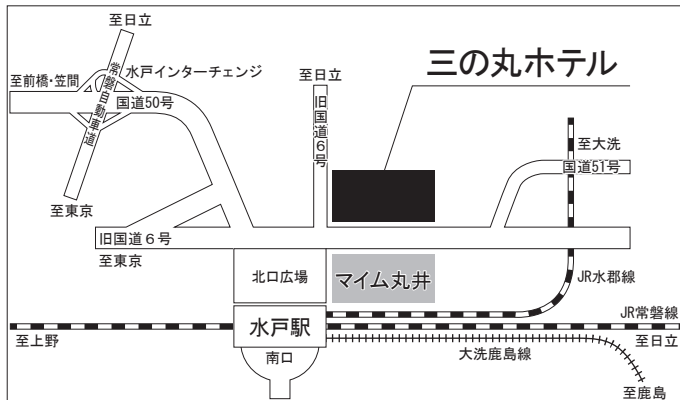 至日立
至前橋・笠間
水戸インターチェンジ
常磐自動車道
国道50号
至東京
至日立
旧国道6号
三の丸ホテル
至大洗
国道51号
旧国道6号
至東京
北口広場
マイム丸井
JR水郡線
水戸駅
JR常磐線
至上野
至日立
南口
大洗鹿島線
至鹿島